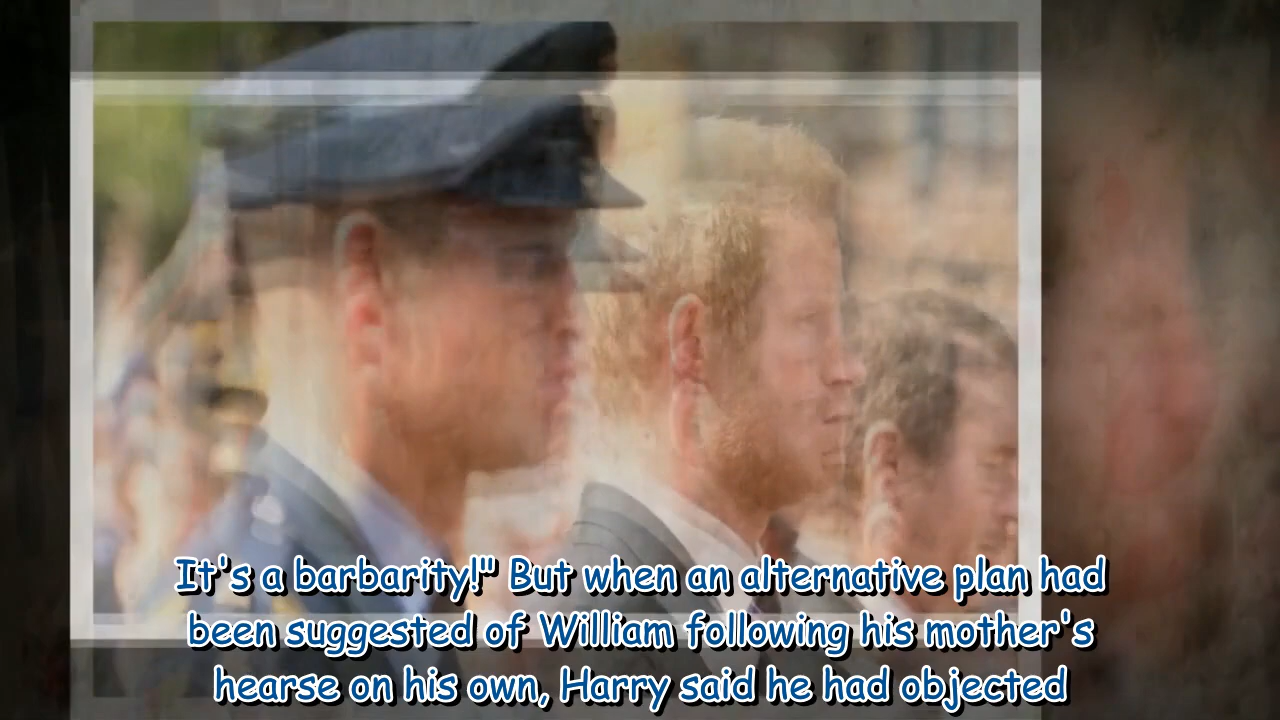 It's a barbarity!" But when an alternative plan had
been suggested of William following his mother's
hearse on his own, Harry said he had objected